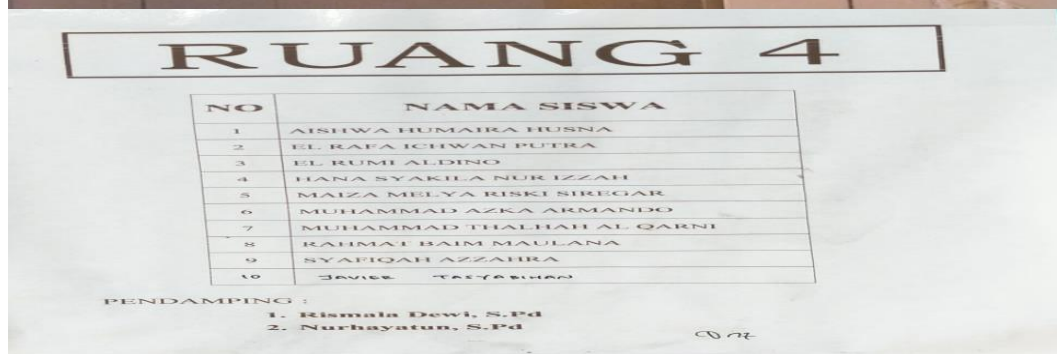 RUANG 4
NO NAMA SISWA
1 AISHWA HUMAIRA HUSNA
2 EL RAFA ICHWAN PUTRA
3 EL RUMI ALDINO
4 HANA SYAKILA NUR IZZAH
5 MAIZA MELYA RISKI SIREGAR
6 MUHAMMAD AZKA ARMANDO
7 MUHAMMAD THALHAH AL QARNI
8 RAHMAT BAIM MAULANA
9 SYAFIQAH AZZAHRA
10 JAVIER
PENDAMPING :
1. Rismala Dewi, S.Pd
2. Nurhayatun, S.Pd